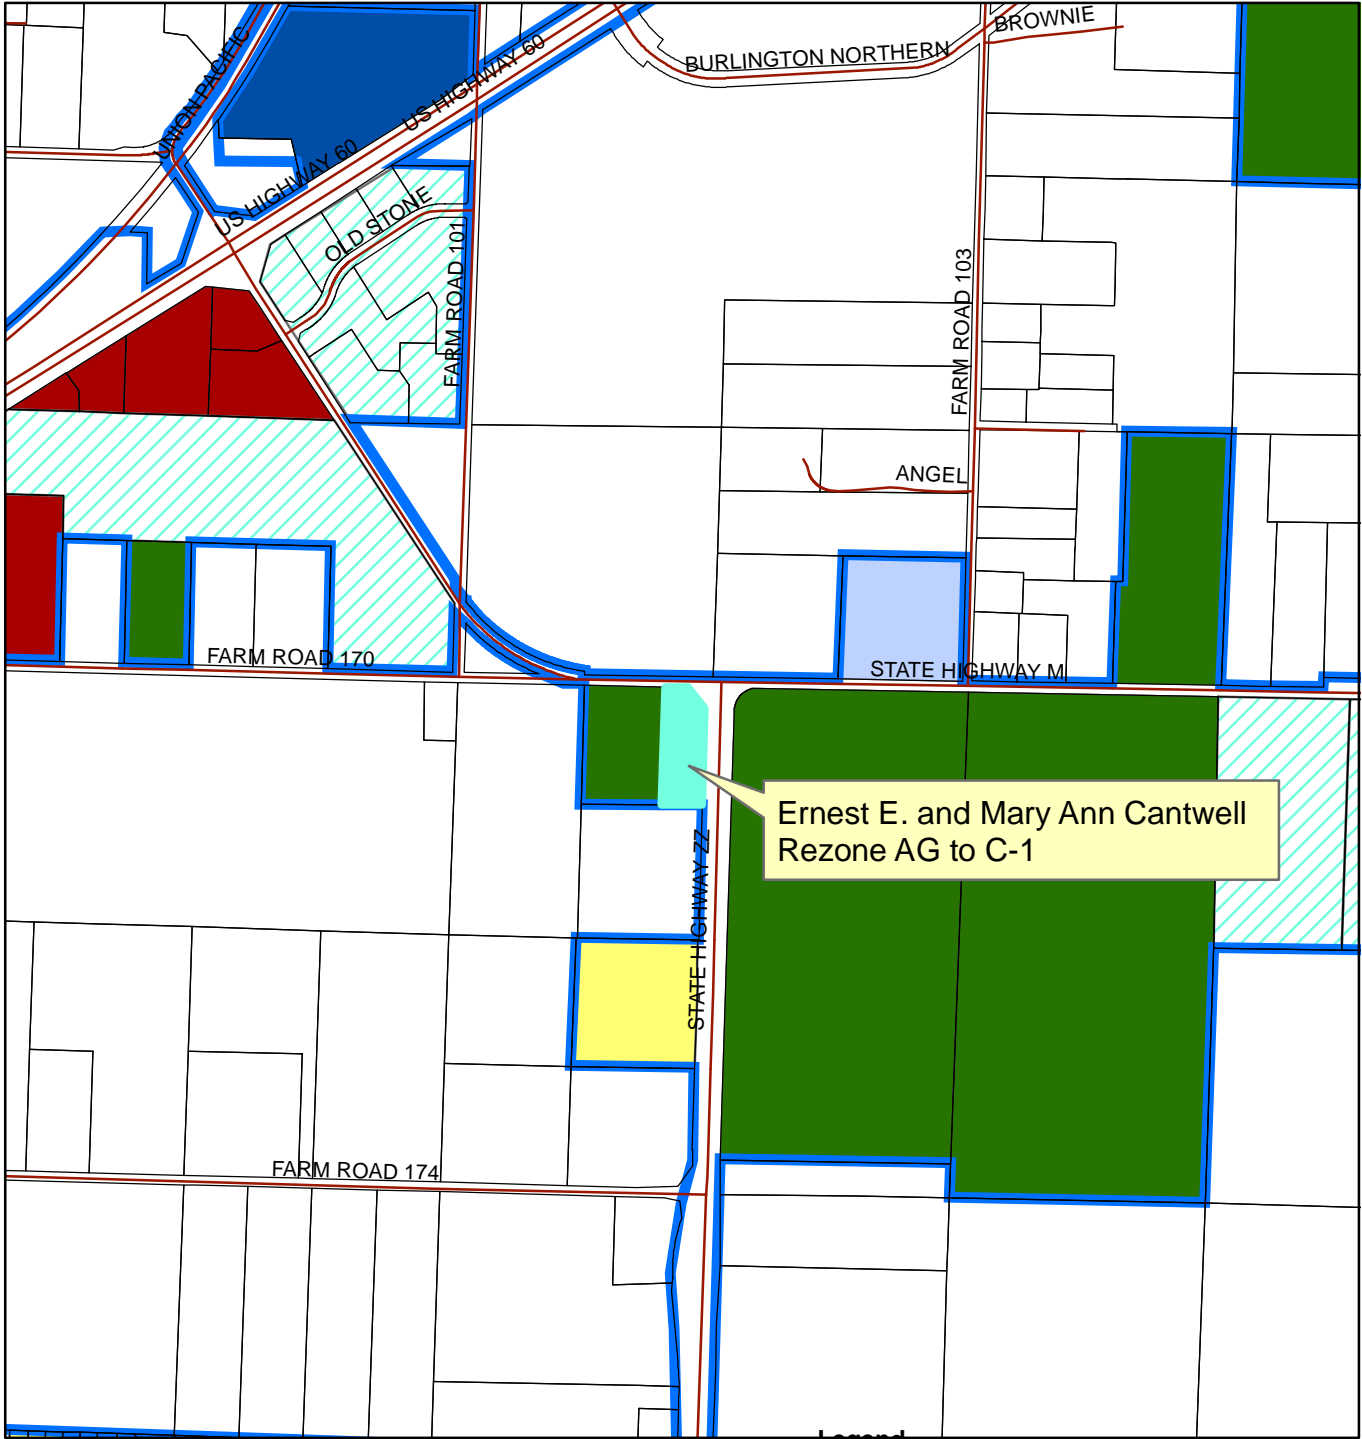 BROWNIE
BURLINGTON NORTHERN
UNION PACIFIC
US HIGHWAY 60
US HIGHWAY 60
OLD STONE
FARM ROAD 101
FARM ROAD 103
ANGEL
FARM ROAD 170
STATE HIGHWAY M
Ernest E. and Mary Ann Cantwell
Rezone AG to C-1
STATE HIGHWAY ZZ
FARM ROAD 174
Legend